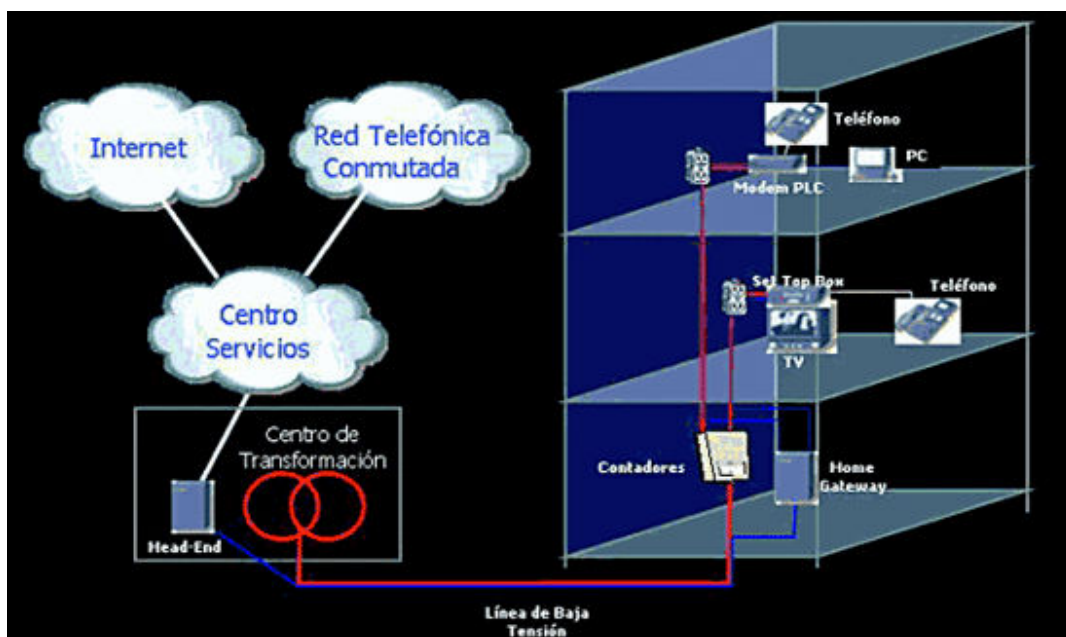 Internet
Red Telefónica
Conmutada
Centro
Servicios
Centro de
Transformación
Head-End
Línea de Baja
Tensión
Teléfono
PC
Modem PLC
Set Top Box
Teléfono
TV
Contadores
Home
Gateway